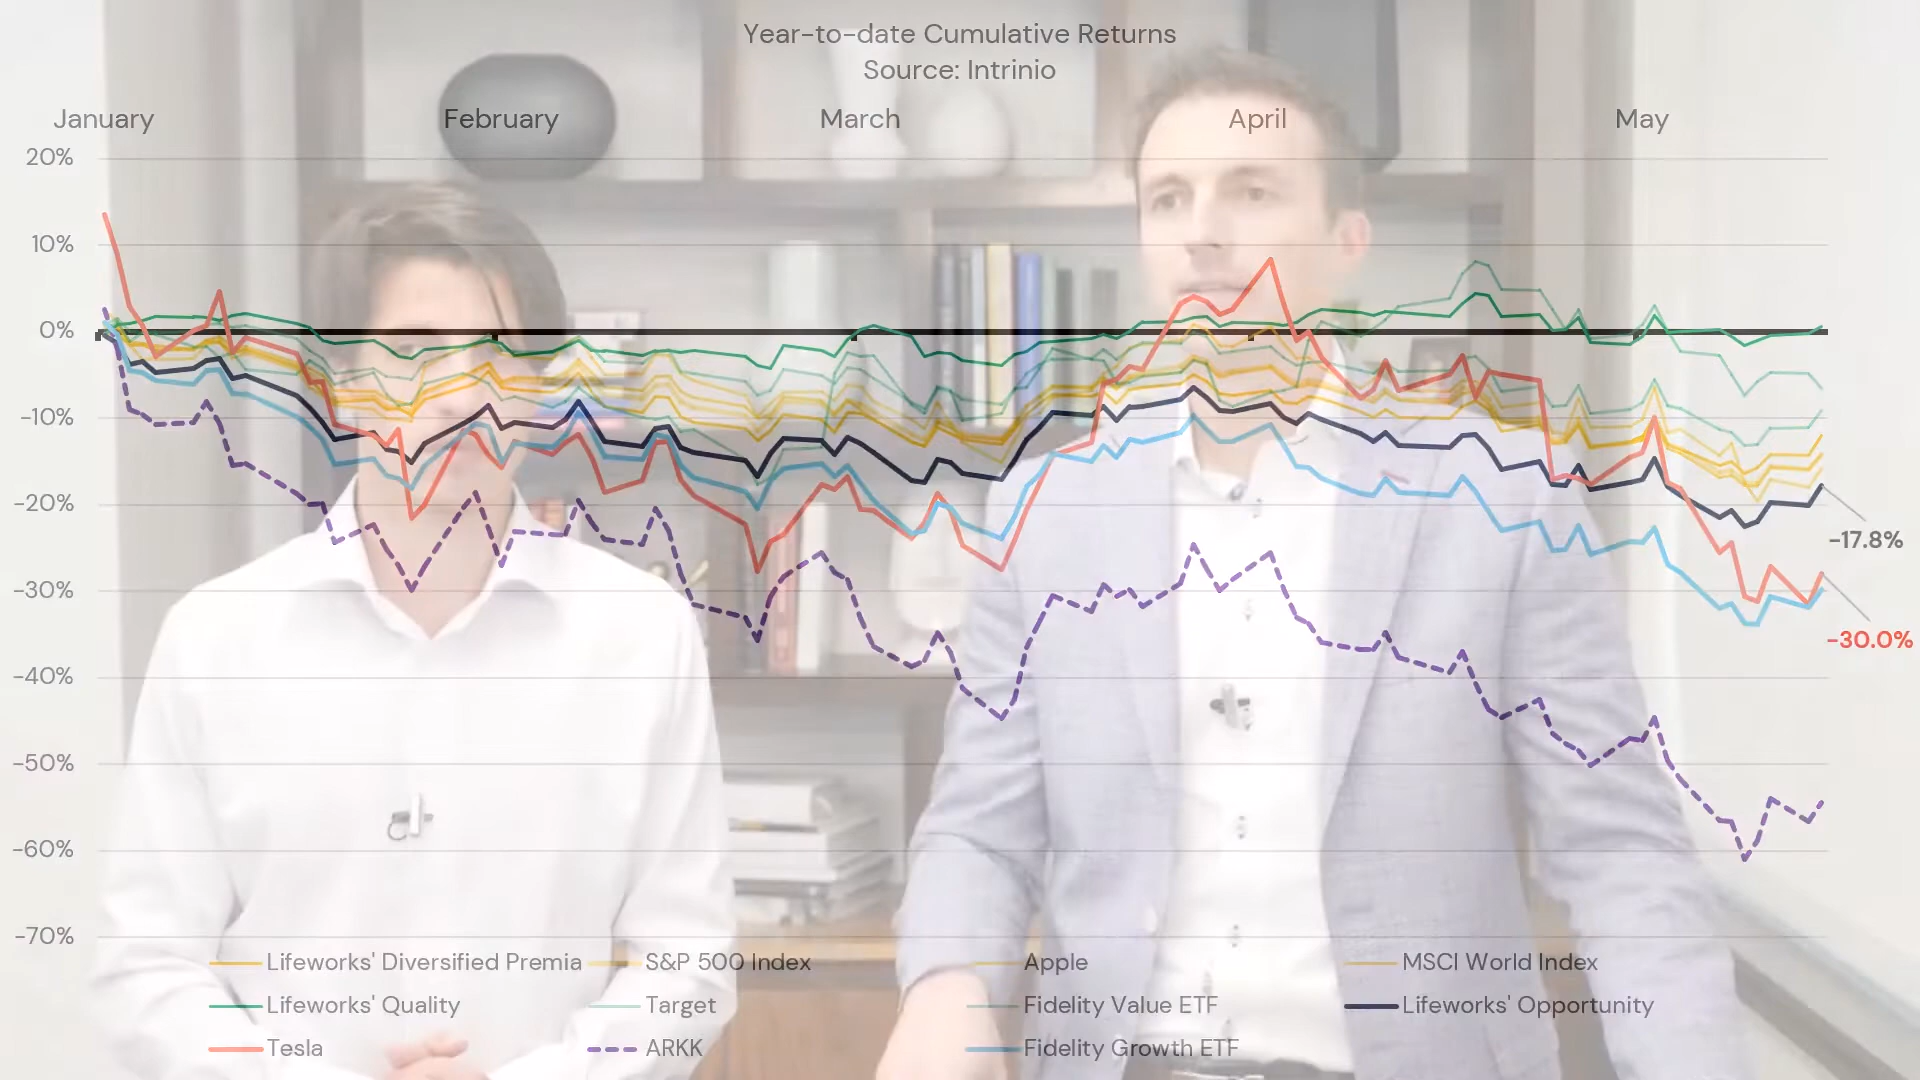 Year-to-date Cumulative Returns
Source: Intrinio
January February March April May
20%
10%
0%
-10%
-20%
-30%
-40%
-50%
-60%
-70%
-17.8%
-30.0%
Lifeworks' Diversified Premia S&P 500 Index Apple MSCI World Index
Lifeworks' Quality Target Fidelity Value ETF Lifeworks' Opportunity
Tesla ARKK Fidelity Growth ETF